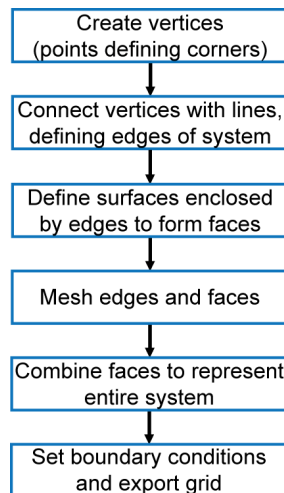 Create vertices
(points defining corners)
Connect vertices with lines,
defining edges of system
Define surfaces enclosed
by edges to form faces
Mesh edges and faces
Combine faces to represent
entire system
Set boundary conditions
and export grid